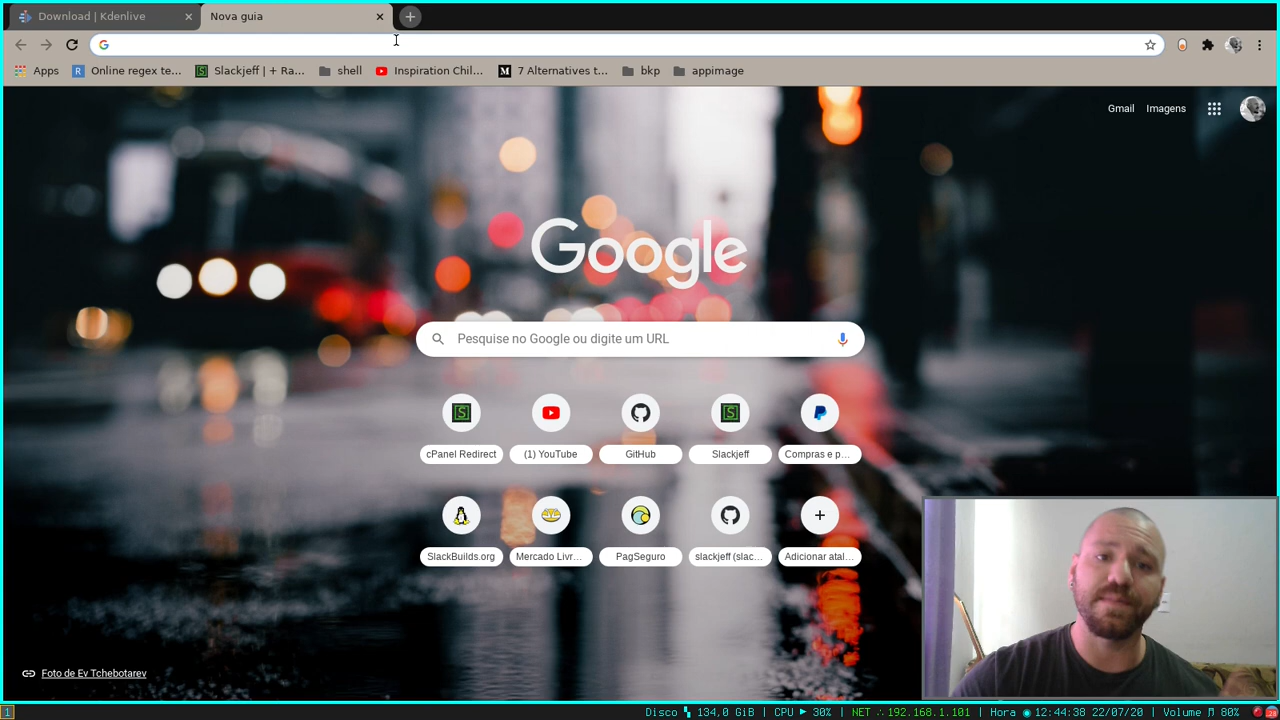 Download | Kdenlive
Nova guia
Apps Online regex te... Slackjeff | + Ra... shell Inspiration Chil... 7 Alternatives t... bkp appimage
Gmail Imagens
Google
Pesquise no Google ou digite um URL
cPanel Redirect (1) YouTube GitHub Slackjeff Compras e p...
SlackBuilds.org Mercado Livr... PagSeguro slackjeff (slac... Adicionar atal...
Foto de Ev Tchebotarev
1 Disco 134,0 GiB | CPU 30% | NET 192.168.1.101 | Hora 12:44:38 22/07/20 | Volume 80%